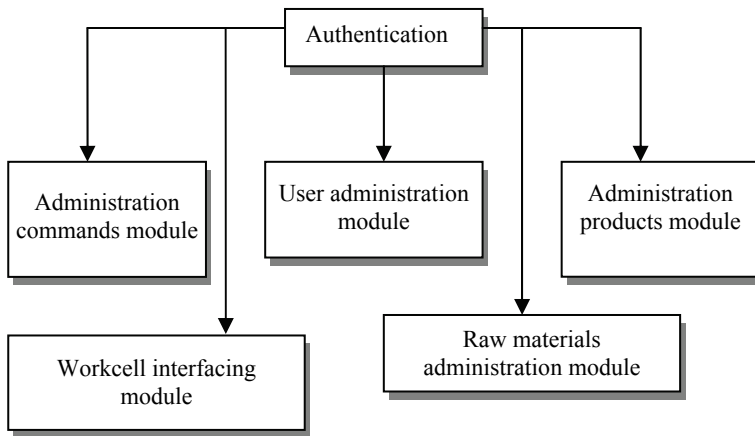 Authentication
Administration
commands module
User administration
module
Administration
products module
Workcell interfacing
module
Raw materials
administration module